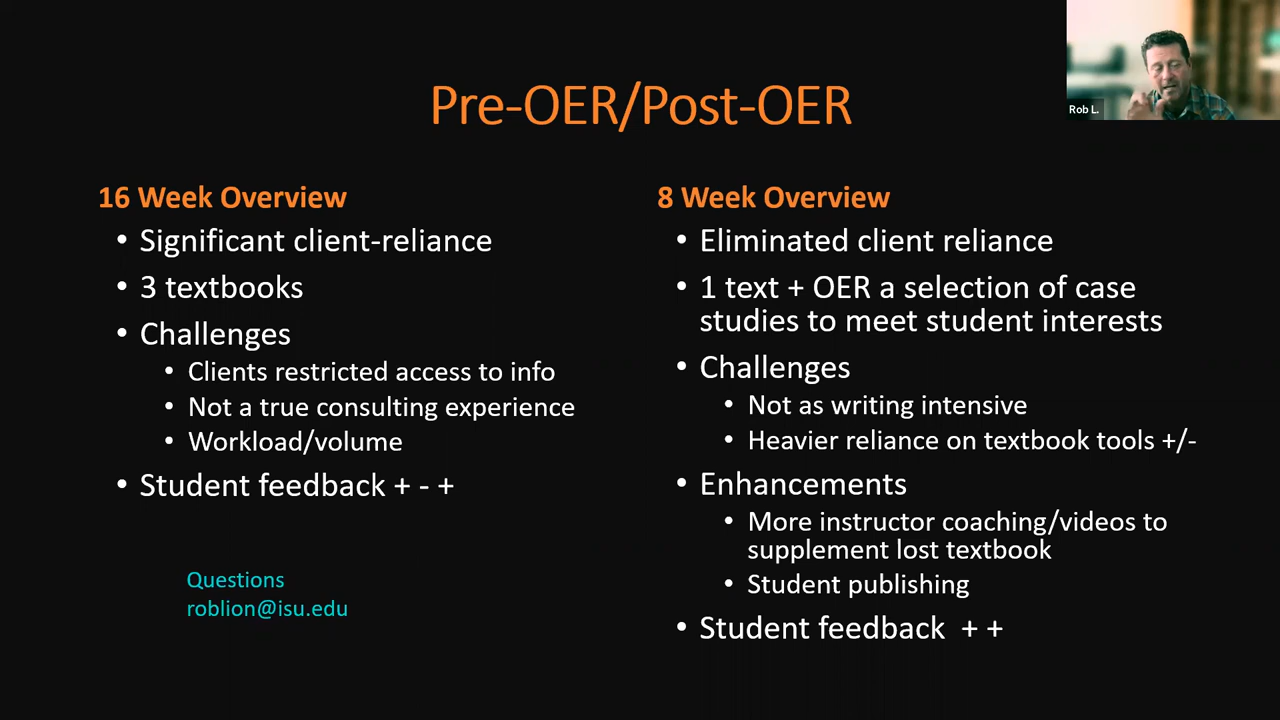 Pre-OER/Post-OER
Rob L.
16 Week Overview
• Significant client-reliance
• 3 textbooks
• Challenges
• Clients restricted access to info
• Not a true consulting experience
• Workload/volume
• Student feedback + - +
Questions
roblion@isu.edu
8 Week Overview
• Eliminated client reliance
• 1 text + OER a selection of case
studies to meet student interests
• Challenges
• Not as writing intensive
• Heavier reliance on textbook tools +/-
• Enhancements
• More instructor coaching/videos to
supplement lost textbook
• Student publishing
• Student feedback + +